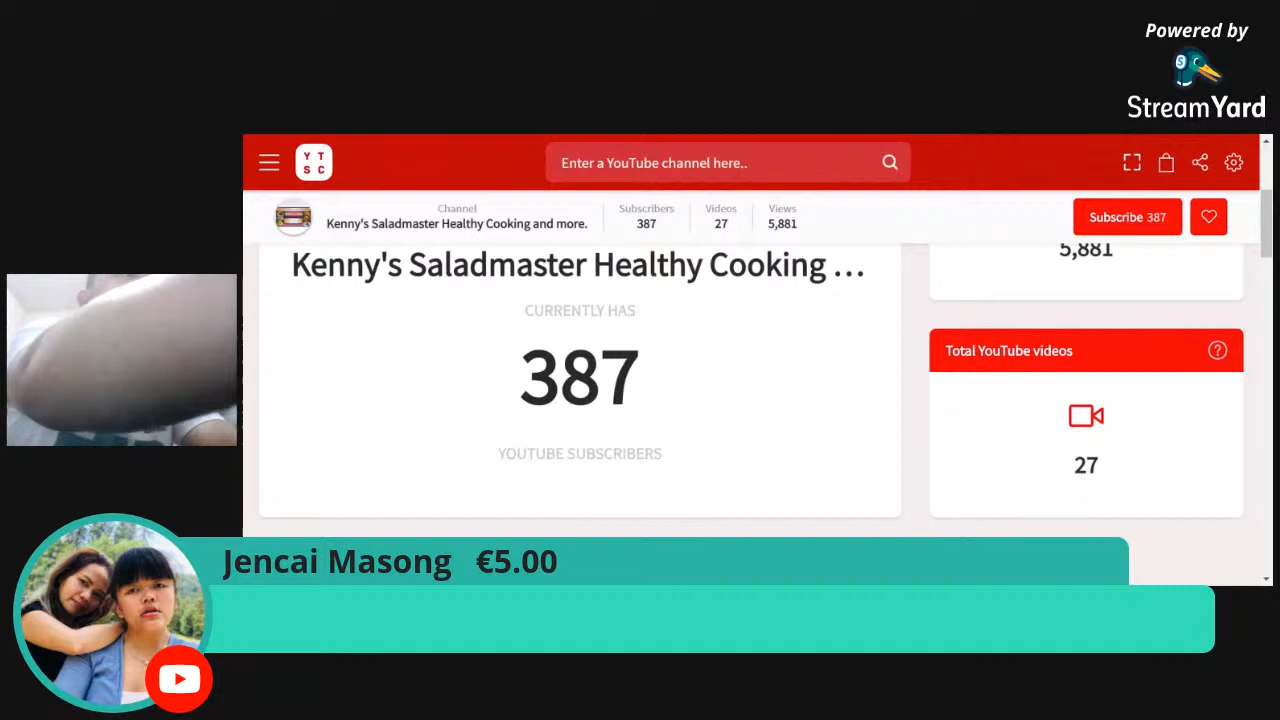 Powered by
StreamYard
Y T
S C
Enter a YouTube channel here..
Channel
Kenny's Saladmaster Healthy Cooking and more.
Subscribers
387
Videos
27
Views
5,881
Subscribe 387
Kenny's Saladmaster Healthy Cooking ...
CURRENTLY HAS
387
YOUTUBE SUBSCRIBERS
5,881
Total YouTube videos
?
27
Jencai Masong €5.00